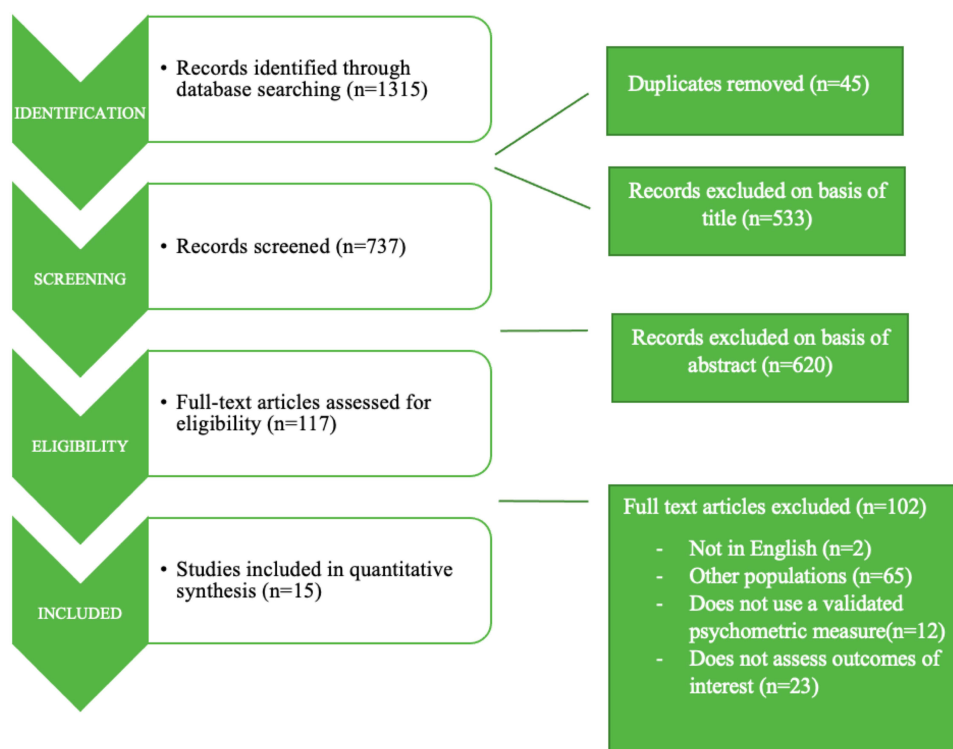 IDENTIFICATION
• Records identified through
database searching (n=1315)
Duplicates removed (n=45)
Records excluded on basis of
title (n=533)
SCREENING
• Records screened (n=737)
Records excluded on basis of
abstract (n=620)
ELIGIBILITY
• Full-text articles assessed for
eligibility (n=117)
Full text articles excluded (n=102)
- Not in English (n=2)
- Other populations (n=65)
- Does not use a validated
psychometric measure(n=12)
- Does not assess outcomes of
interest (n=23)
INCLUDED
• Studies included in quantitative
synthesis (n=15)